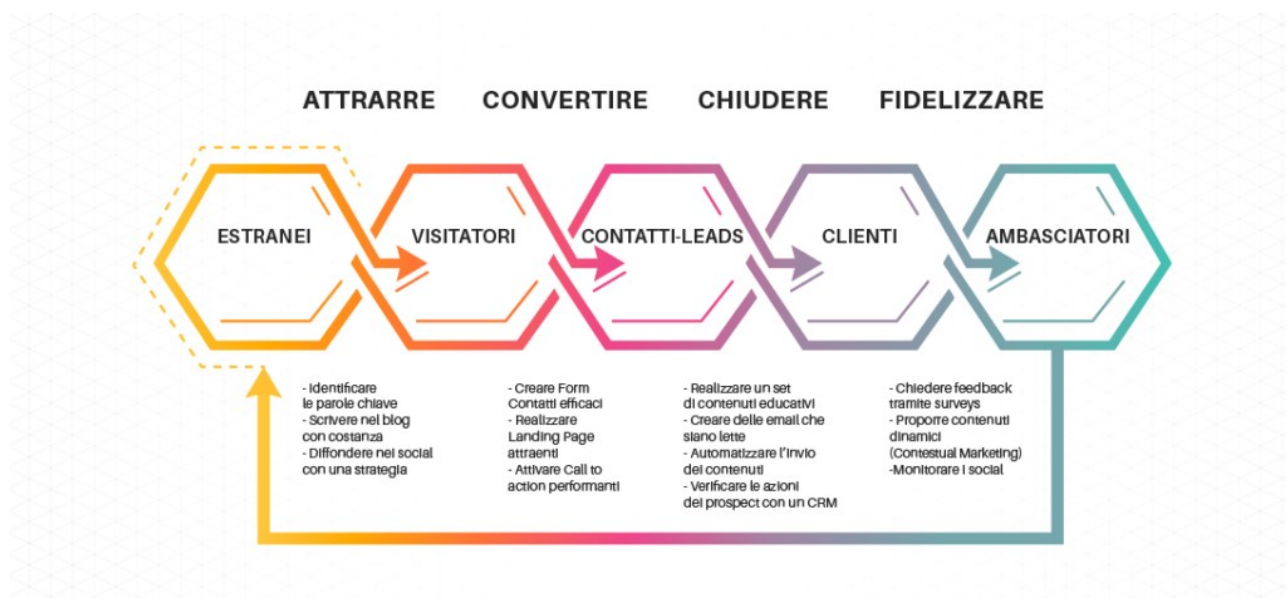 ATTRARRE
CONVERTIRE
CHIUDERE
FIDELIZZARE
ESTRANEI
VISITATORI
CONTATTI-LEADS
CLIENTI
AMBASCIATORI
- Identificare
le parole chiave
- Scrivere nel blog
con costanza
- Diffondere nei social
con una strategia
- Creare Form
Contatti efficaci
- Realizzare
Landing Page
attraenti
- Attivare Call to
action performanti
- Realizzare un set
di contenuti educativi
- Creare delle email che
siano lette
- Automatizzare l'invio
dei contenuti
- Verificare le azioni
dei prospect con un CRM
- Chiedere feedback
tramite surveys
- Proporre contenuti
dinamici
(Contestual Marketing)
-Monitorare i social